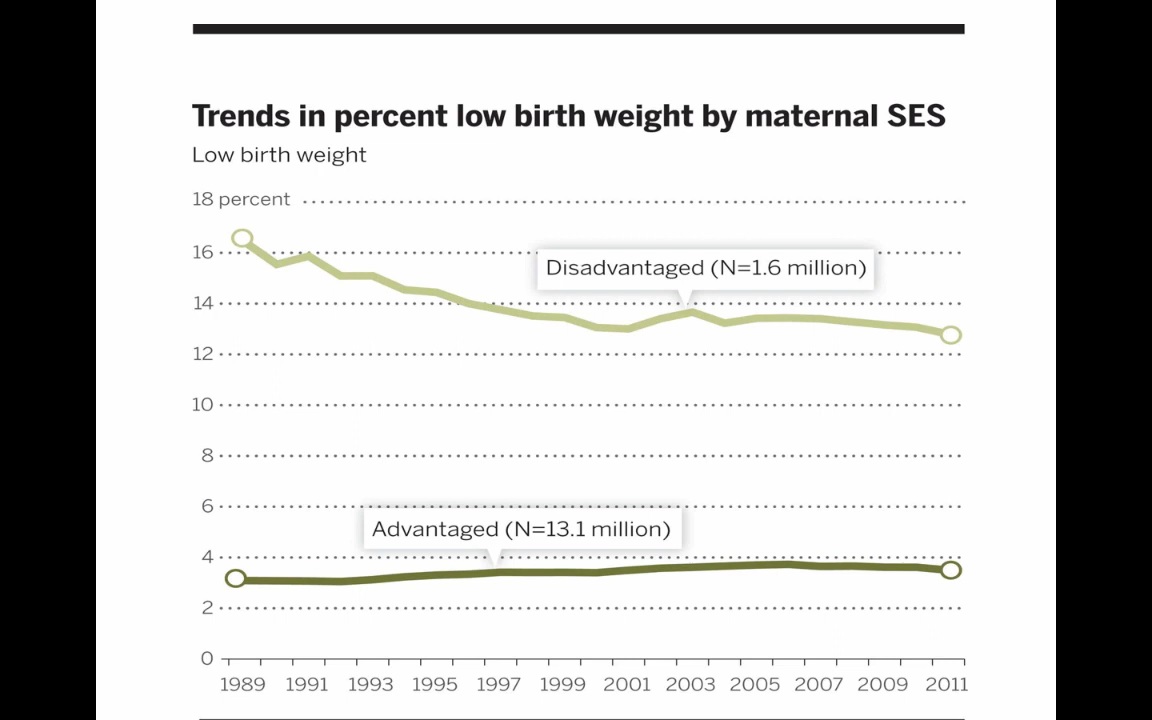 Trends in percent low birth weight by maternal SES
Low birth weight
18 percent
16
Disadvantaged (N=1.6 million)
14
12
10
8
6
Advantaged (N=13.1 million)
4
2
0
1989 1991 1993 1995 1997 1999 2001 2003 2005 2007 2009 2011